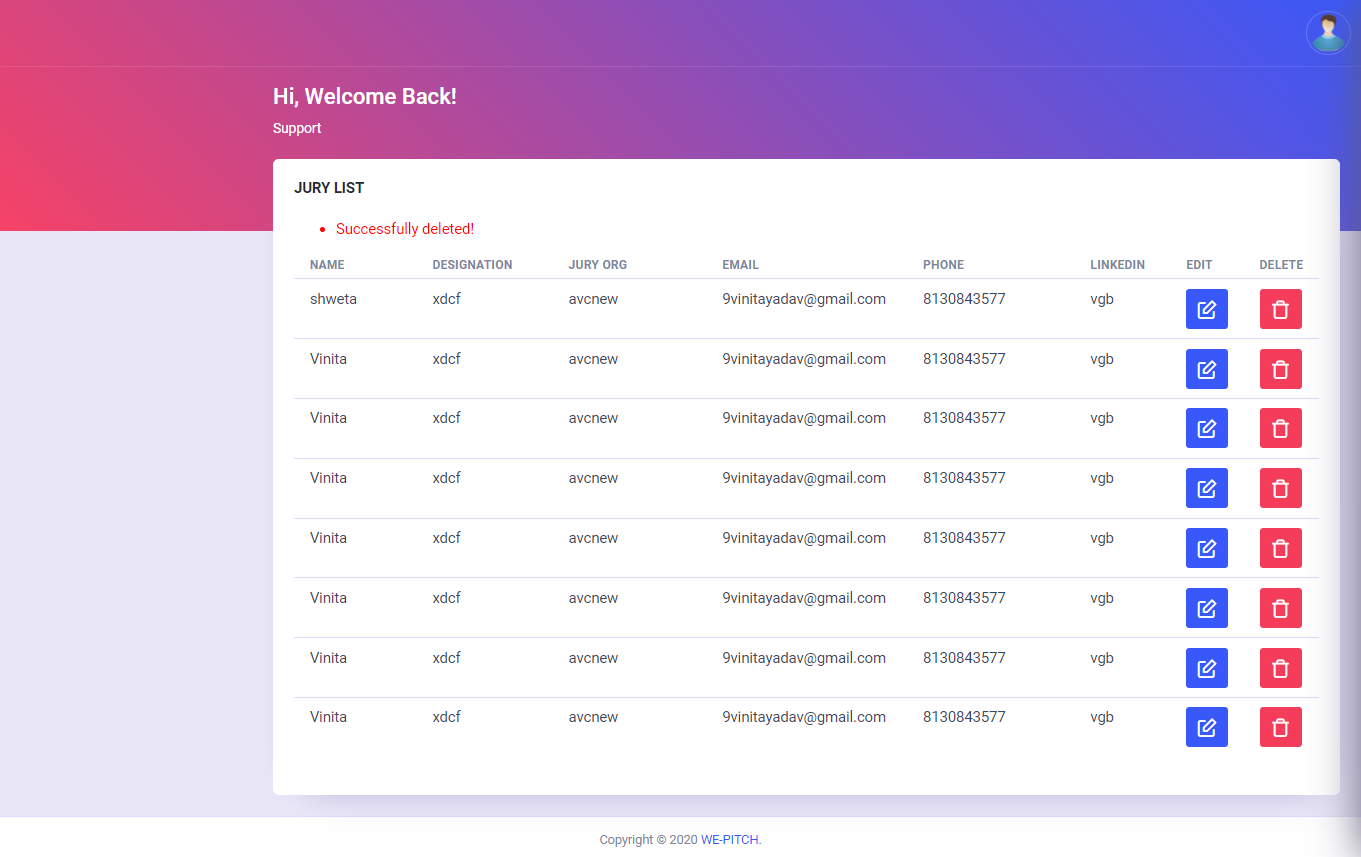 Hi, Welcome Back!
Support
JURY LIST
• Successfully deleted!
NAME DESIGNATION JURY ORG EMAIL PHONE LINKEDIN EDIT DELETE
shweta xdcf avcnew 9vinitayadav@gmail.com 8130843577 vgb
Vinita xdcf avcnew 9vinitayadav@gmail.com 8130843577 vgb
Vinita xdcf avcnew 9vinitayadav@gmail.com 8130843577 vgb
Vinita xdcf avcnew 9vinitayadav@gmail.com 8130843577 vgb
Vinita xdcf avcnew 9vinitayadav@gmail.com 8130843577 vgb
Vinita xdcf avcnew 9vinitayadav@gmail.com 8130843577 vgb
Vinita xdcf avcnew 9vinitayadav@gmail.com 8130843577 vgb
Vinita xdcf avcnew 9vinitayadav@gmail.com 8130843577 vgb
Copyright © 2020 WE-PITCH.